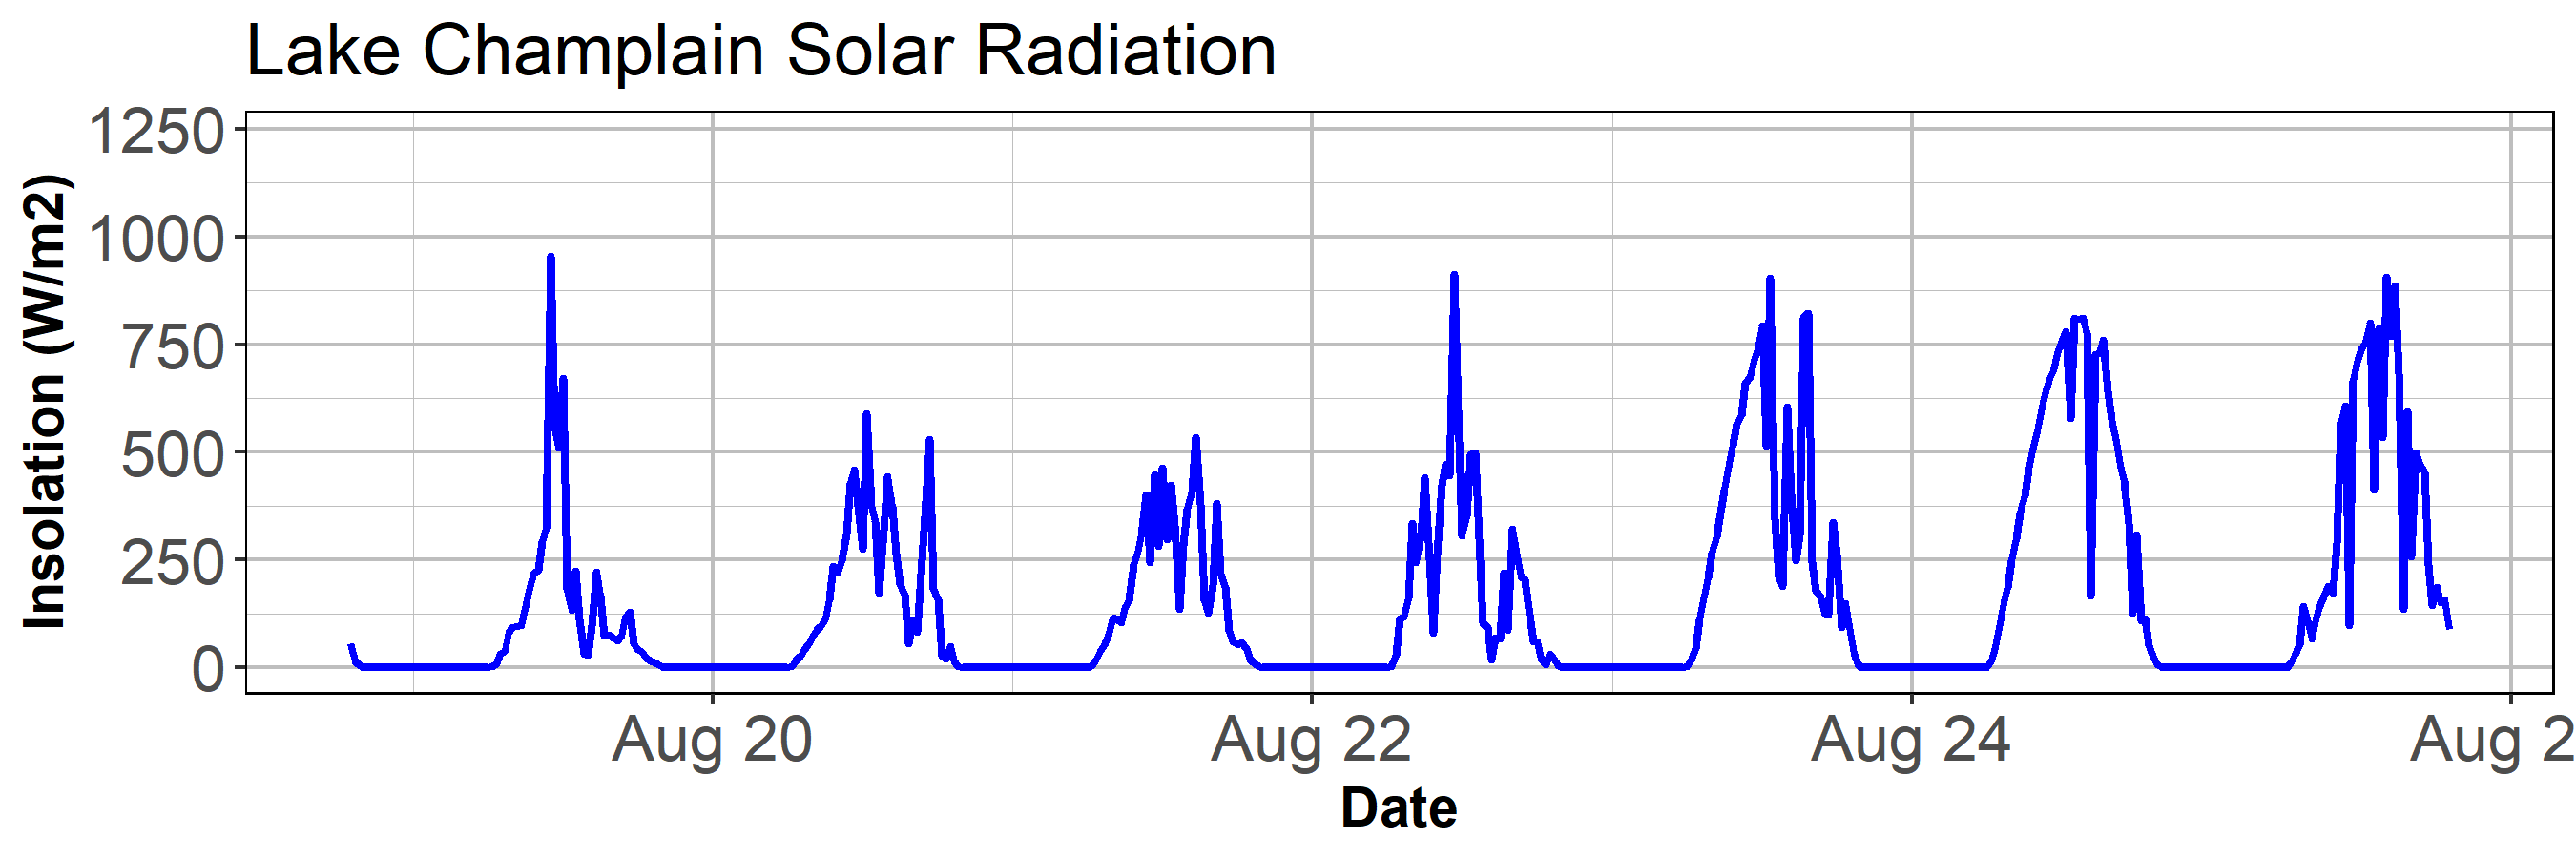 Lake Champlain Solar Radiation
1250
1000
750
500
250
0
Insolation (W/m2)
Aug 20 Aug 22 Aug 24 Aug 2
Date